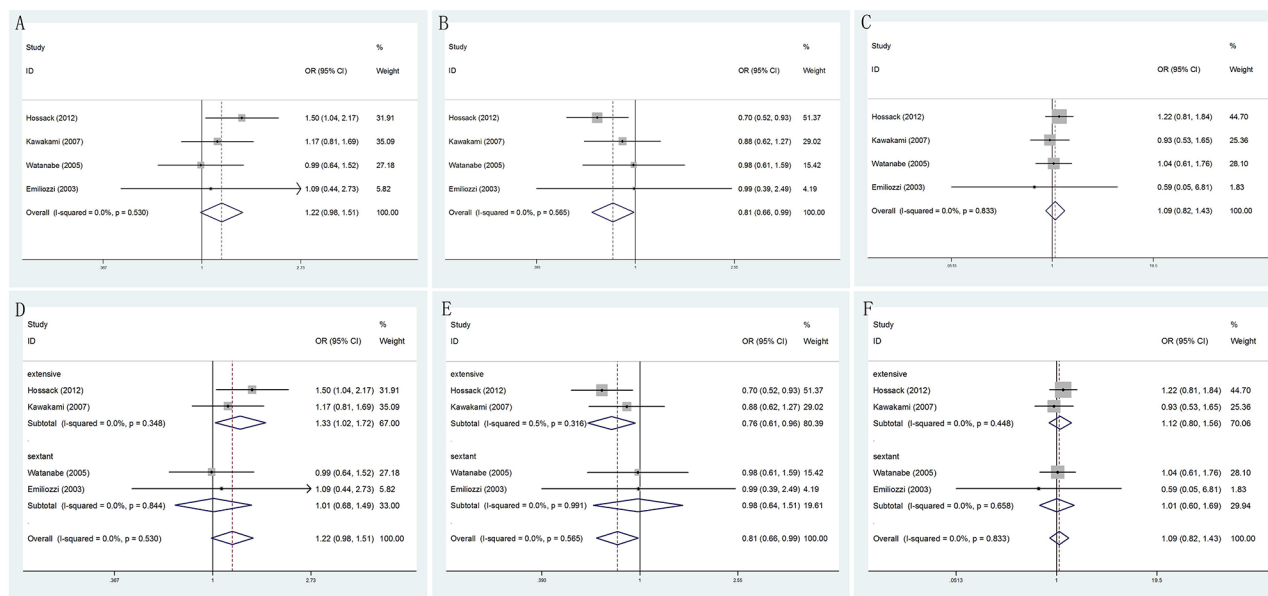 A
Study %
ID OR (95% CI) Weight
Hossack (2012) 1.50 (1.04, 2.17) 31.91
Kawakami (2007) 1.17 (0.81, 1.69) 35.09
Watanabe (2005) 0.99 (0.64, 1.52) 27.18
Emiliozzi (2003) 1.09 (0.44, 2.73) 5.82
Overall (I-squared = 0.0%, p = 0.530) 1.22 (0.98, 1.51) 100.00
.367 1 2.73
B
Study %
ID OR (95% CI) Weight
Hossack (2012) 0.70 (0.52, 0.93) 51.37
Kawakami (2007) 0.88 (0.62, 1.27) 29.02
Watanabe (2005) 0.98 (0.61, 1.59) 15.42
Emiliozzi (2003) 0.99 (0.39, 2.49) 4.19
Overall (I-squared = 0.0%, p = 0.565) 0.81 (0.66, 0.99) 100.00
1
C
Study %
ID OR (95% CI) Weight
Hossack (2012) 1.22 (0.81, 1.84) 44.70
Kawakami (2007) 0.93 (0.53, 1.65) 25.36
Watanabe (2005) 1.04 (0.61, 1.76) 28.10
Emiliozzi (2003) 0.59 (0.05, 6.81) 1.83
Overall (I-squared = 0.0%, p = 0.833) 1.09 (0.82, 1.43) 100.00
.0513 1 19.5
D
Study %
ID OR (95% CI) Weight
extensive
Hossack (2012) 1.50 (1.04, 2.17) 31.91
Kawakami (2007) 1.17 (0.81, 1.69) 35.09
Subtotal (I-squared = 0.0%, p = 0.348) 1.33 (1.02, 1.72) 67.00
.
sextant
Watanabe (2005) 0.99 (0.64, 1.52) 27.18
Emiliozzi (2003) 1.09 (0.44, 2.73) 5.82
Subtotal (I-squared = 0.0%, p = 0.844) 1.01 (0.68, 1.49) 33.00
.
Overall (I-squared = 0.0%, p = 0.530) 1.22 (0.98, 1.51) 100.00
.367 1 2.73
E
Study %
ID OR (95% CI) Weight
extensive
Hossack (2012) 0.70 (0.52, 0.93) 51.37
Kawakami (2007) 0.88 (0.62, 1.27) 29.02
Subtotal (I-squared = 0.5%, p = 0.316) 0.76 (0.61, 0.96) 80.39
.
sextant
Watanabe (2005) 0.98 (0.61, 1.59) 15.42
Emiliozzi (2003) 0.99 (0.39, 2.49) 4.19
Subtotal (I-squared = 0.0%, p = 0.991) 0.98 (0.64, 1.51) 19.61
.
Overall (I-squared = 0.0%, p = 0.565) 0.81 (0.66, 0.99) 100.00
1 2.55
F
Study %
ID OR (95% CI) Weight
extensive
Hossack (2012) 1.22 (0.81, 1.84) 44.70
Kawakami (2007) 0.93 (0.53, 1.65) 25.36
Subtotal (I-squared = 0.0%, p = 0.448) 1.12 (0.80, 1.56) 70.06
.
sextant
Watanabe (2005) 1.04 (0.61, 1.76) 28.10
Emiliozzi (2003) 0.59 (0.05, 6.81) 1.83
Subtotal (I-squared = 0.0%, p = 0.658) 1.01 (0.60, 1.69) 29.94
.
Overall (I-squared = 0.0%, p = 0.833) 1.09 (0.82, 1.43) 100.00
.0513 1 19.5